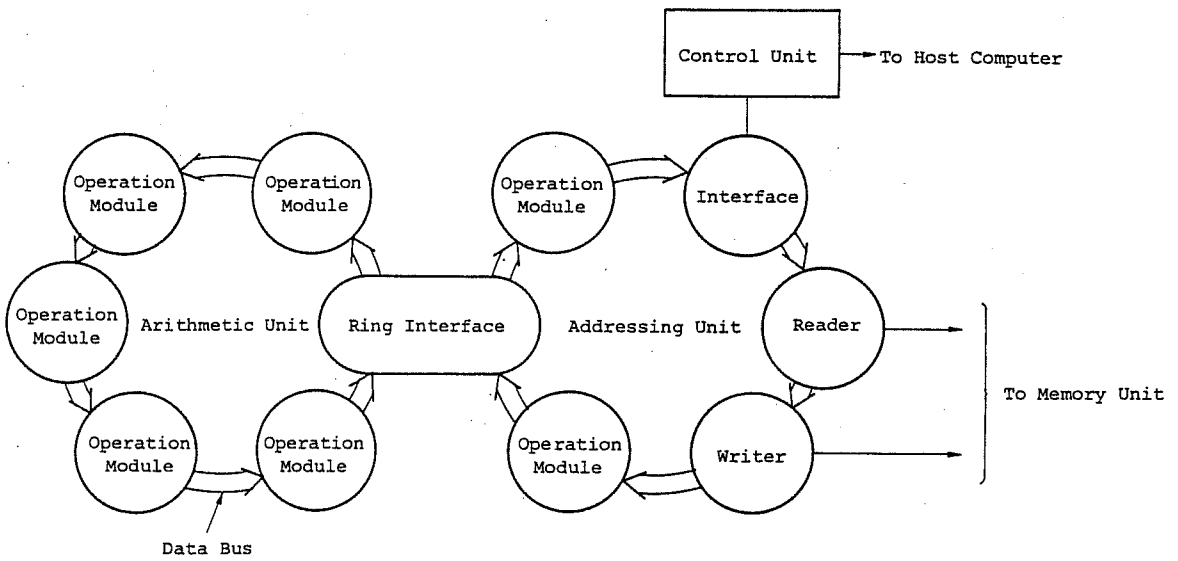 Control Unit
To Host Computer
Operation
Module
Operation
Module
Operation
Module
Interface
Operation
Module
Arithmetic Unit
Ring Interface
Addressing Unit
Reader
To Memory Unit
Operation
Module
Operation
Module
Operation
Module
Writer
Data Bus